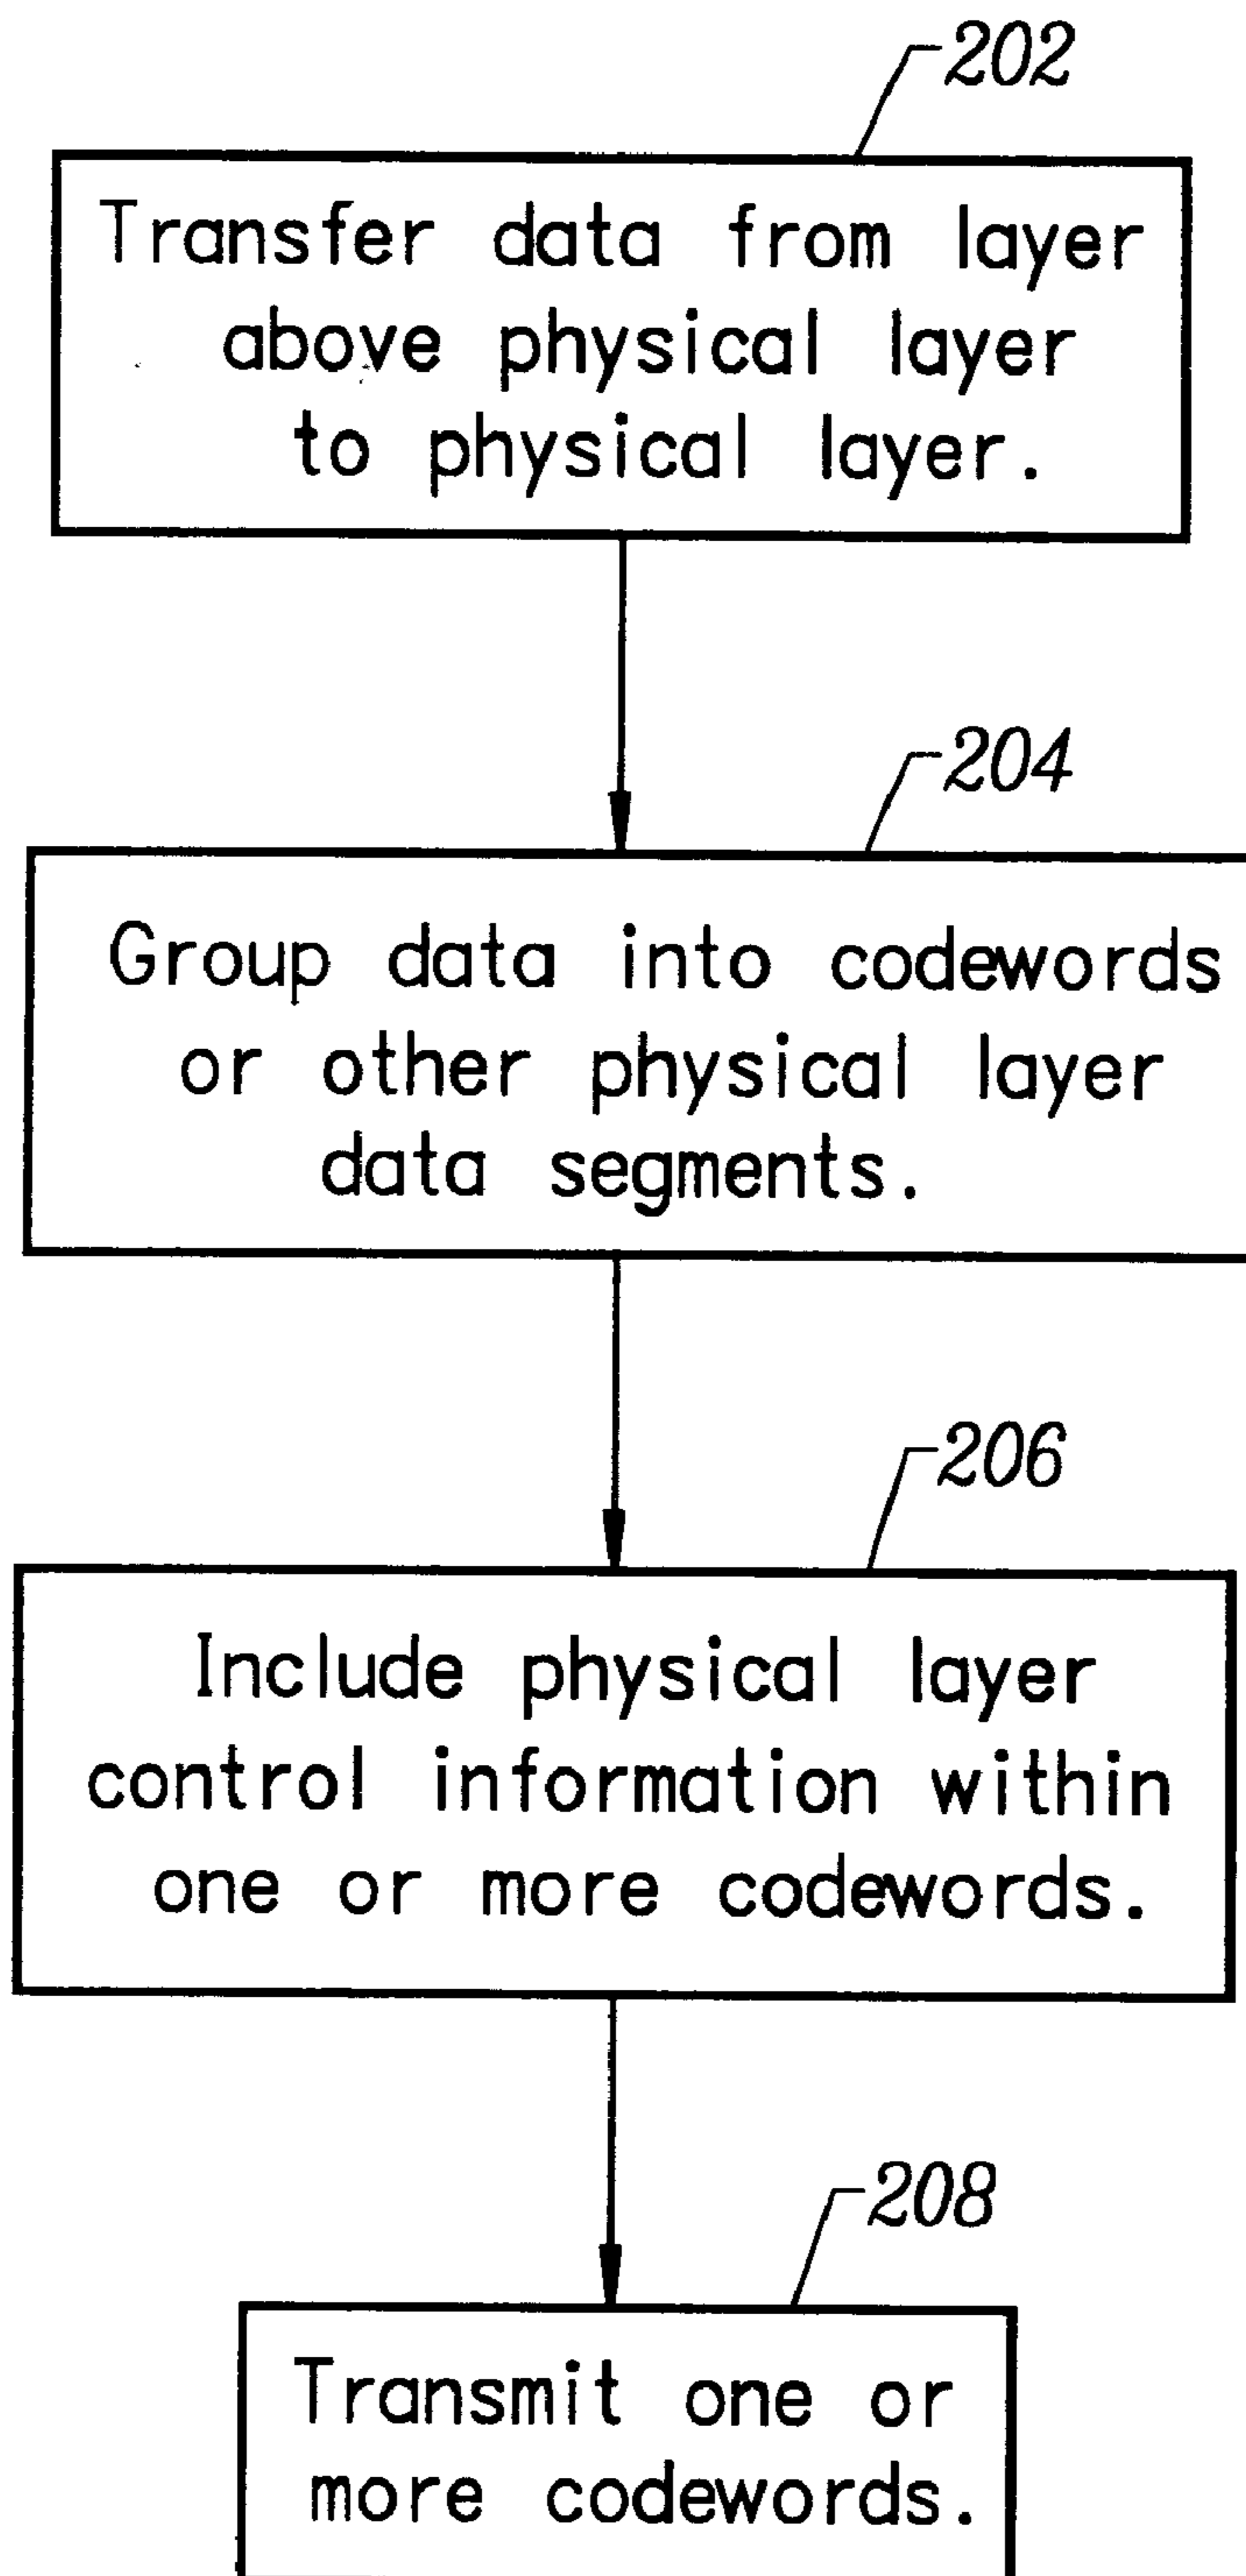 202
Transfer data from layer
above physical layer
to physical layer.
204
Group data into codewords
or other physical layer
data segments.
206
Include physical layer
control information within
one or more codewords.
208
Transmit one or
more codewords.